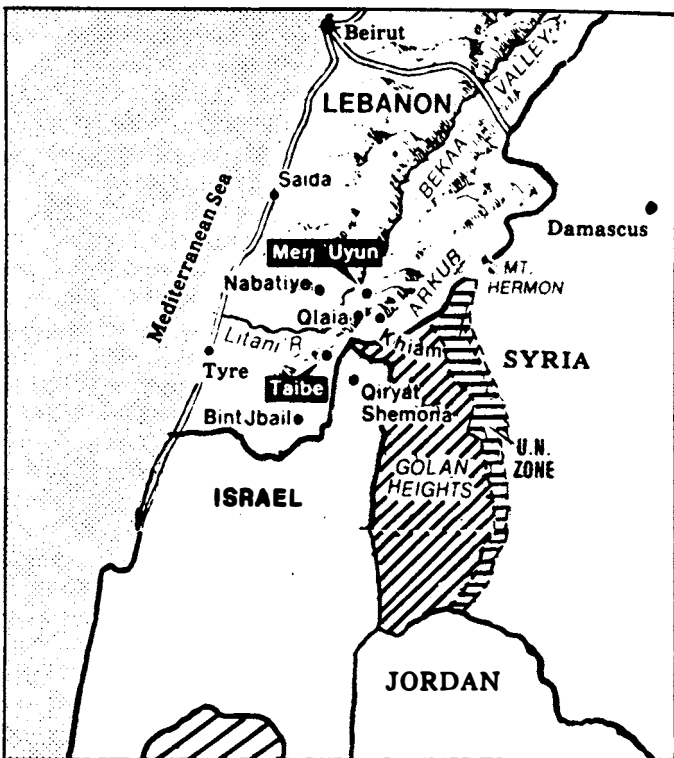 Beirut
LEBANON
BEKAA VALLEY
Mediterranean Sea
Saida
Damascus
Merj 'Uyun
ARKUB
MT.
HERMON
Nabatiye
Qlaia
Khiam
Litani R
SYRIA
Tyre
Taibe
Qiryat
Shemona
Bint Jbail
U.N.
ZONE
GOLAN
HEIGHTS
ISRAEL
JORDAN